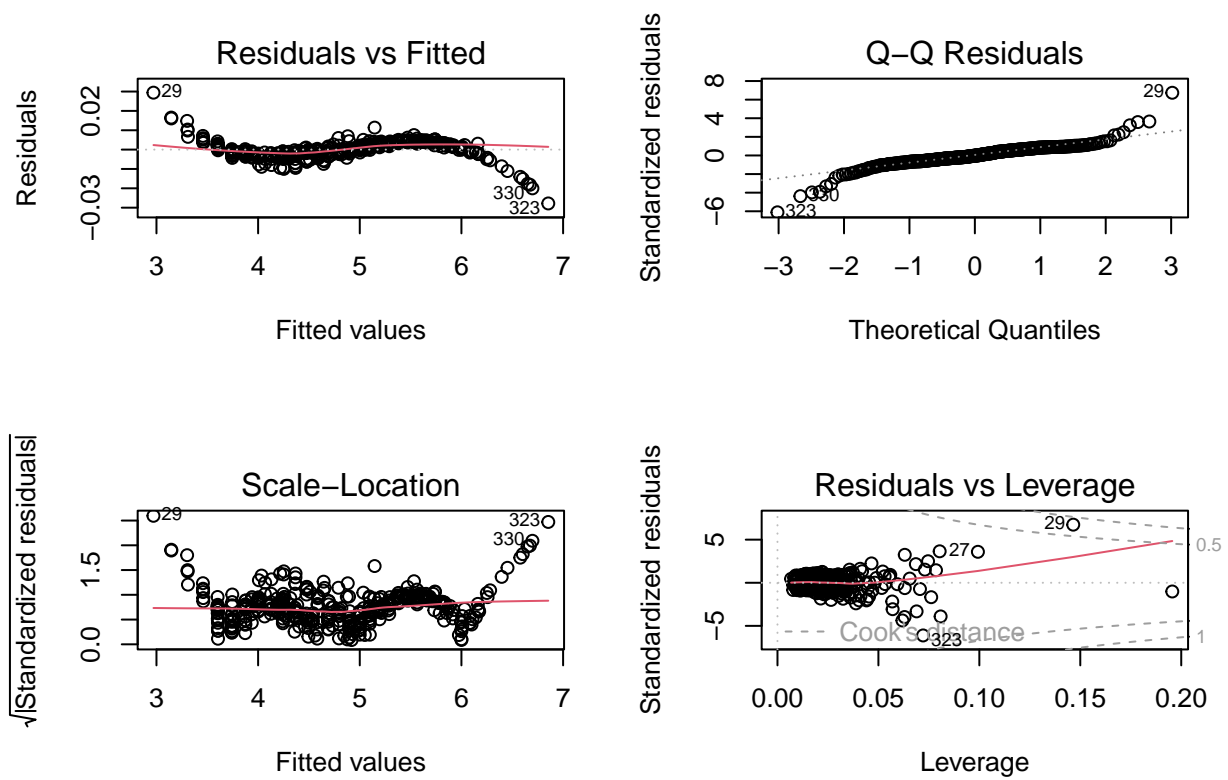 Residuals vs Fitted
Residuals
−0.03
0.02
29
330
323
3 4 5 6 7
Fitted values
Q−Q Residuals
Standardized residuals
−6 0 4 8
29
330
323
−3 −2 −1 0 1 2 3
Theoretical Quantiles
Scale−Location
√|Standardized residuals|
0.0 1.5
29
323
330
3 4 5 6 7
Fitted values
Residuals vs Leverage
Standardized residuals
−5 5
29
27
0.5
Cook's distance
323
1
0.00 0.05 0.10 0.15 0.20
Leverage